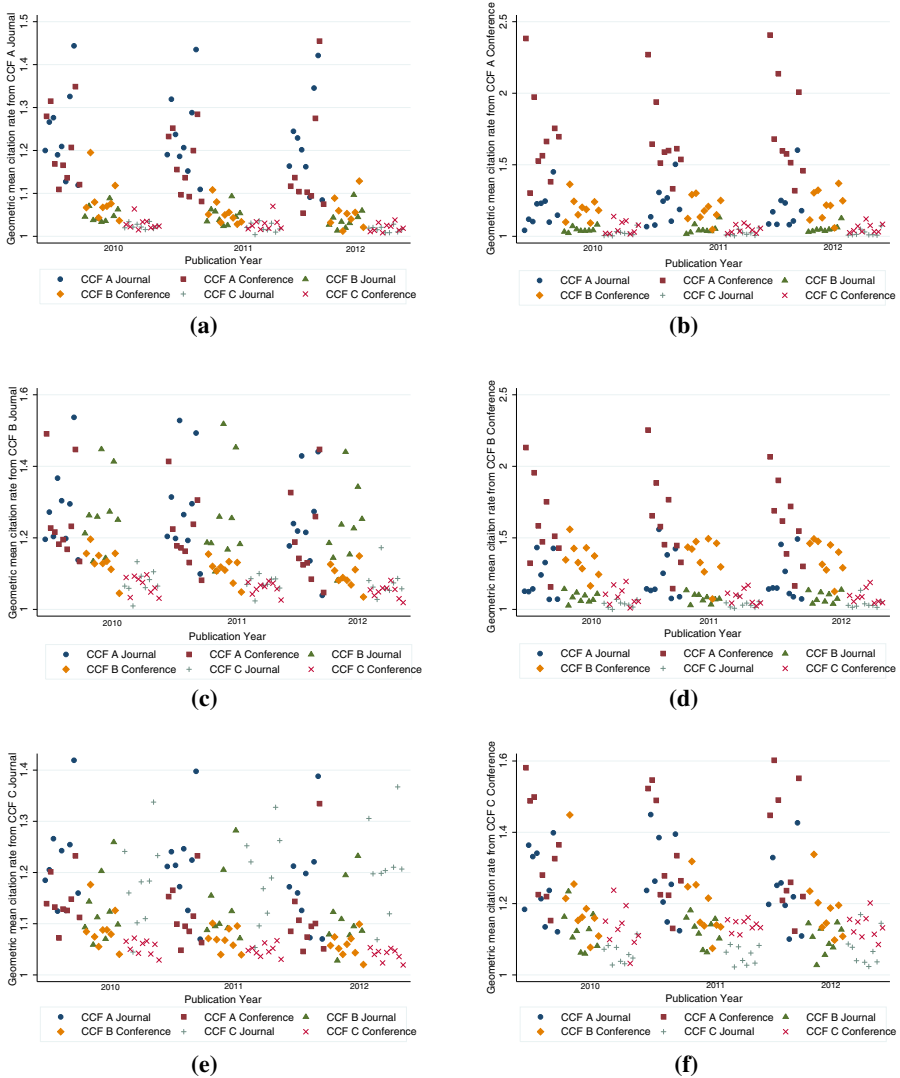 Geometric mean citation rate from CCF A Journal
1 1.1 1.2 1.3 1.4 1.5
2010 2011 2012
Publication Year
CCF A Journal CCF A Conference CCF B Journal
CCF B Conference CCF C Journal CCF C Conference
(a)
Geometric mean citation rate from CCF A Conference
1 1.5 2 2.5
2010 2011 2012
Publication Year
CCF A Journal CCF A Conference CCF B Journal
CCF B Conference CCF C Journal CCF C Conference
(b)
Geometric mean citation rate from CCF B Journal
1 1.2 1.4 1.6
2010 2011 2012
Publication Year
CCF A Journal CCF A Conference CCF B Journal
CCF B Conference CCF C Journal CCF C Conference
(c)
Geometric mean citaiton rate from CCF B Conference
1 1.5 2 2.5
2010 2011 2012
Publication Year
CCF A Journal CCF A Conference CCF B Journal
CCF B Conference CCF C Journal CCF C Conference
(d)
Geometric mean citation rate from CCF C Journal
1 1.1 1.2 1.3 1.4
2010 2011 2012
Publication Year
CCF A Journal CCF A Conference CCF B Journal
CCF B Conference CCF C Journal CCF C Conference
(e)
Geometric mean citation rate from CCF C Conference
1 1.2 1.4 1.6
2010 2011 2012
Publication Year
CCF A Journal CCF A Conference CCF B Journal
CCF B Conference CCF C Journal CCF C Conference
(f)